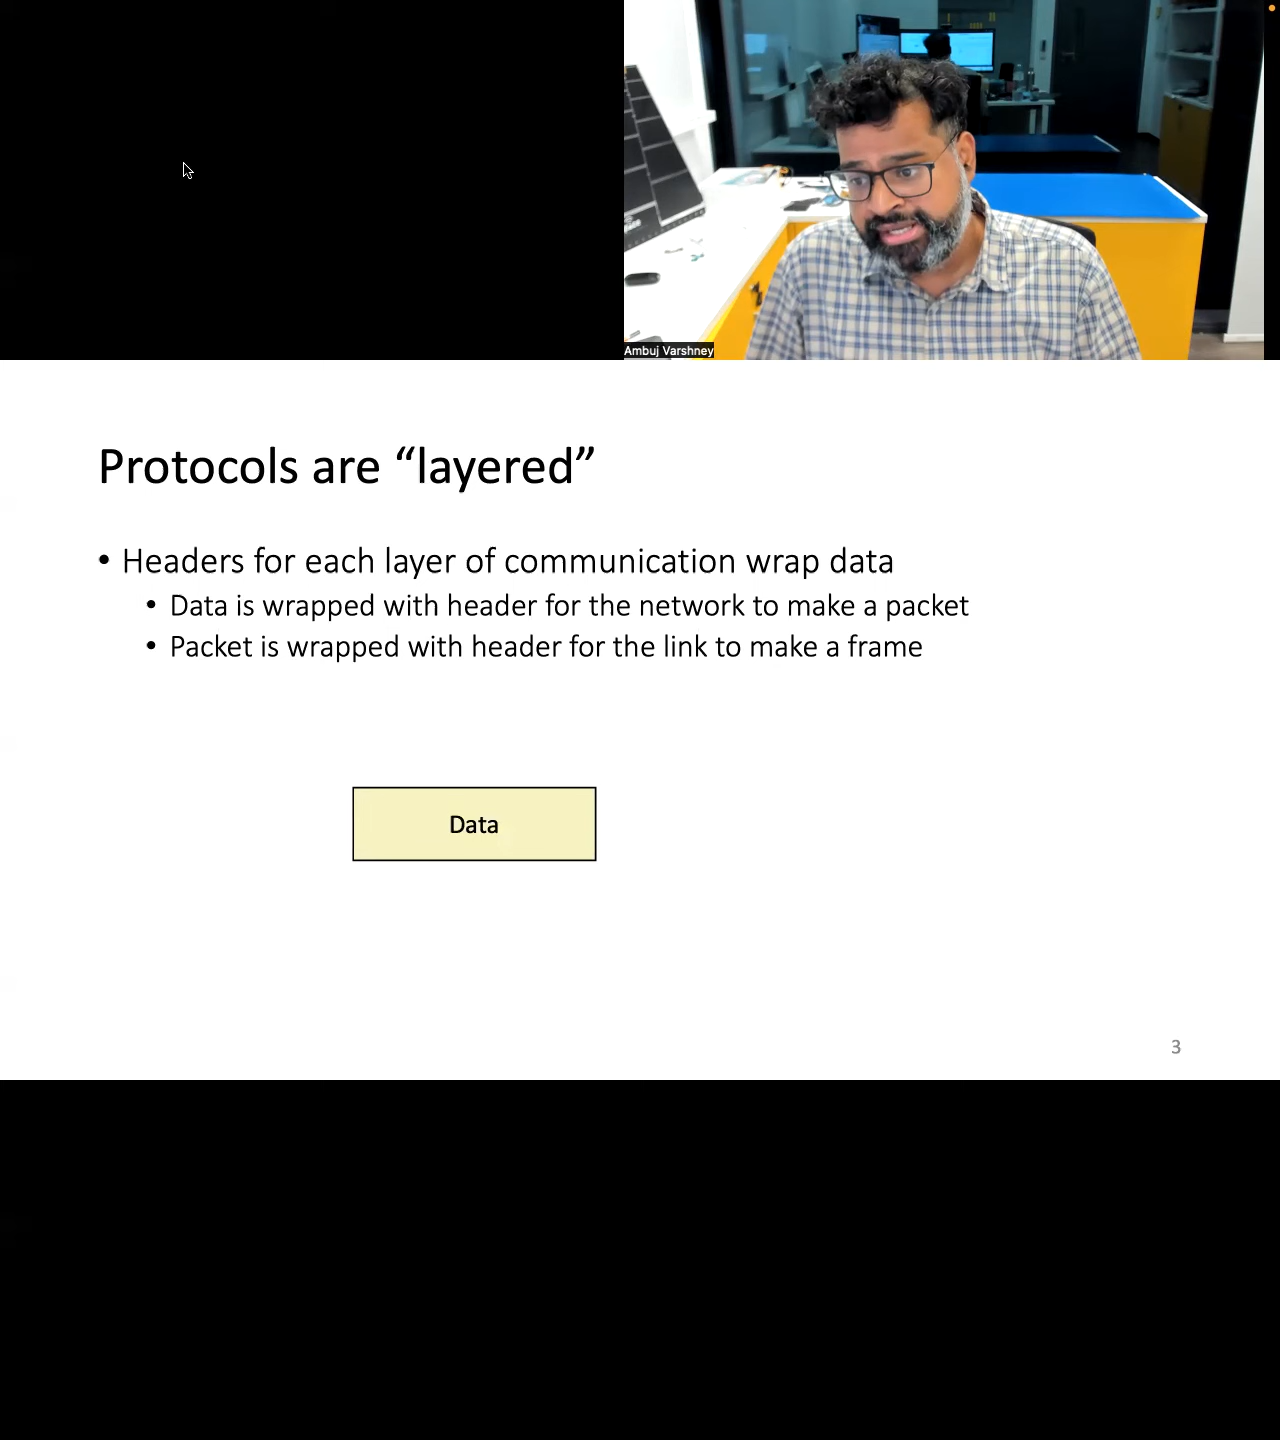 Ambuj Varshney
Protocols are “layered”
• Headers for each layer of communication wrap data
• Data is wrapped with header for the network to make a packet
• Packet is wrapped with header for the link to make a frame
Data
3